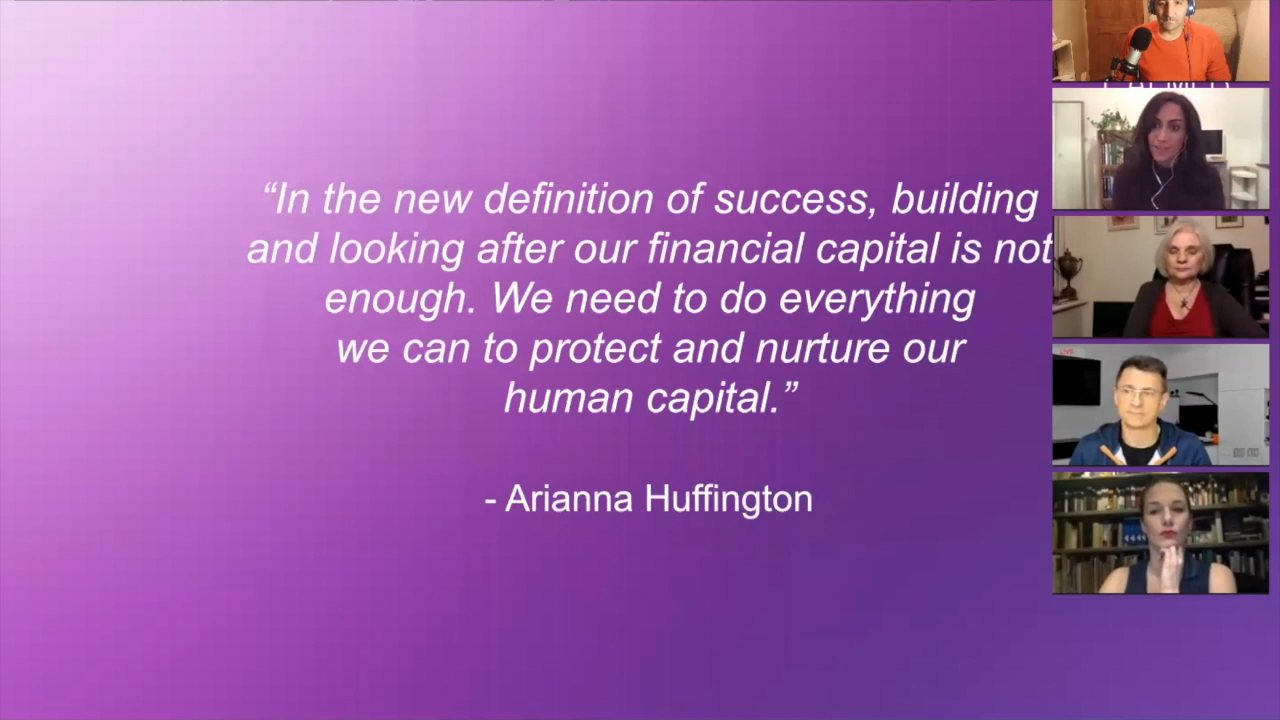 “In the new definition of success, building
and looking after our financial capital is not
enough. We need to do everything
we can to protect and nurture our
human capital.”
- Arianna Huffington